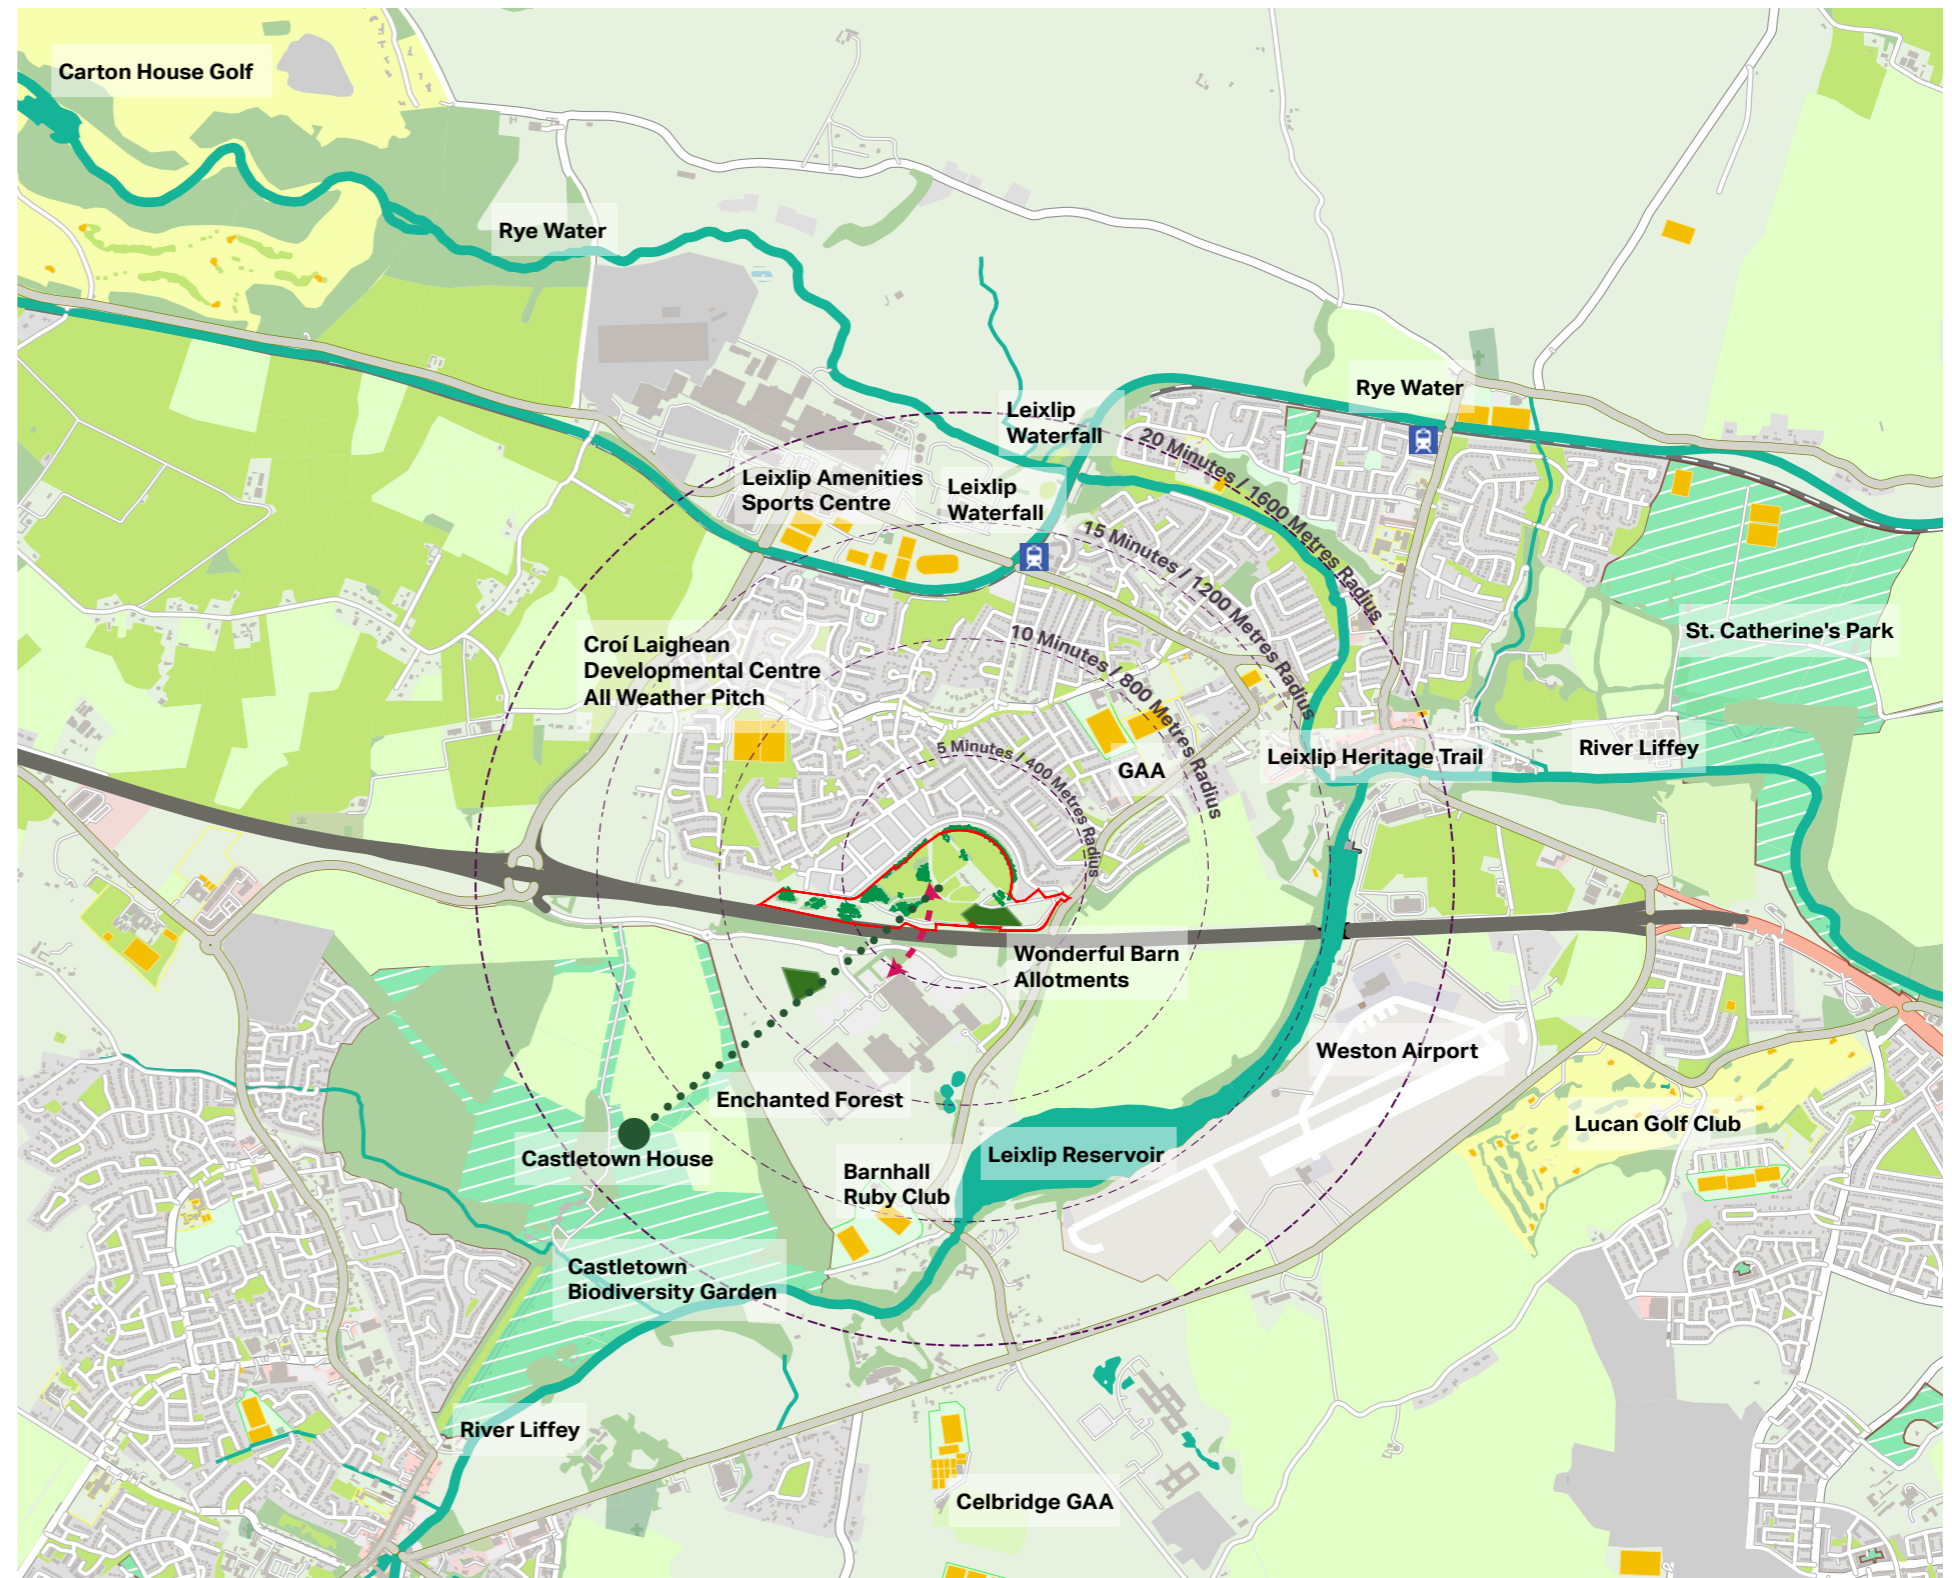 Carton House Golf
Rye Water
Rye Water
Leixlip
Waterfall
20 Minutes / 1600 Metres Radius
Leixlip Amenities
Sports Centre
Leixlip
Waterfall
15 Minutes / 1200 Metres Radius
St. Catherine's Park
Croí Laighean
Developmental Centre
All Weather Pitch
10 Minutes / 800 Metres Radius
5 Minutes / 400 Metres Radius
GAA
Leixlip Heritage Trail
River Liffey
Wonderful Barn
Allotments
Weston Airport
Enchanted Forest
Lucan Golf Club
Castletown House
Leixlip Reservoir
Barnhall
Ruby Club
Castletown
Biodiversity Garden
River Liffey
Celbridge GAA